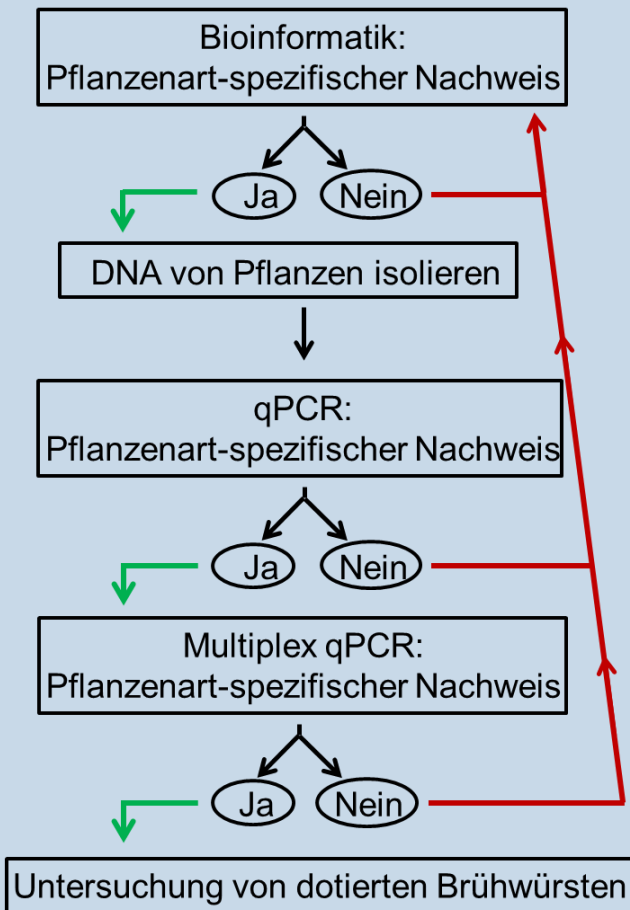 Bioinformatik:
Pflanzenart-spezifischer Nachweis
Ja Nein
DNA von Pflanzen isolieren
qPCR:
Pflanzenart-spezifischer Nachweis
Ja Nein
Multiplex qPCR:
Pflanzenart-spezifischer Nachweis
Ja Nein
Untersuchung von dotierten Brühwürsten